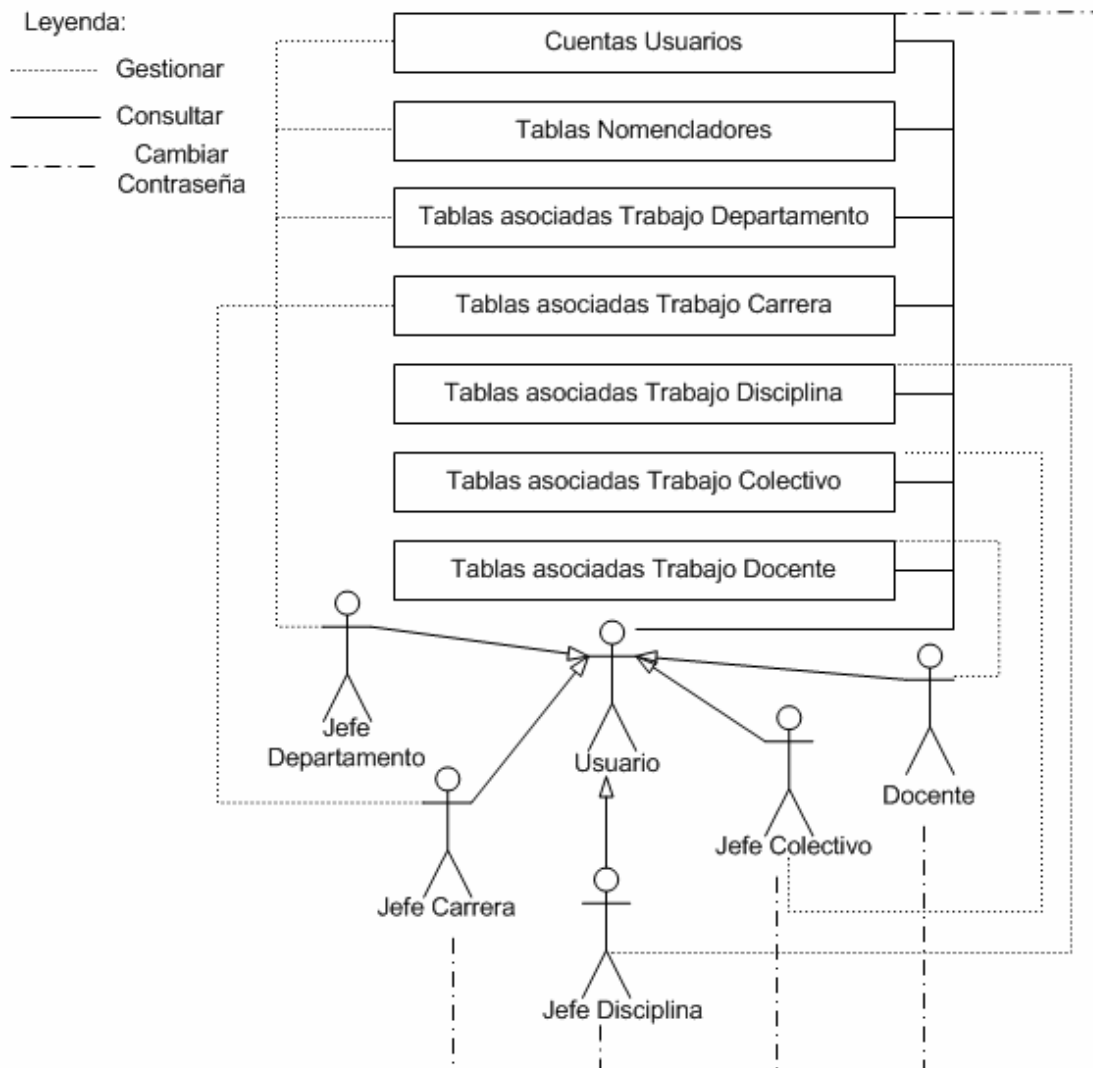 Leyenda:
Gestionar
Consultar
Cambiar
Contraseña
Cuentas Usuarios
Tablas Nomencladores
Tablas asociadas Trabajo Departamento
Tablas asociadas Trabajo Carrera
Tablas asociadas Trabajo Disciplina
Tablas asociadas Trabajo Colectivo
Tablas asociadas Trabajo Docente
Jefe
Departamento
Usuario
Docente
Jefe Colectivo
Jefe Carrera
Jefe Disciplina